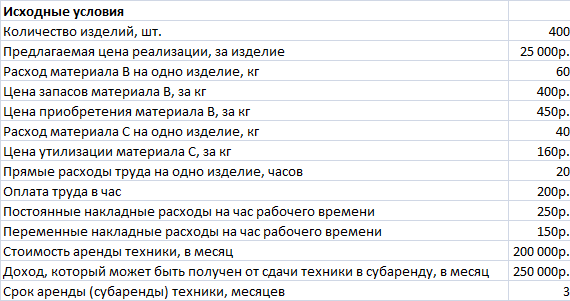 Исходные условия
Количество изделий, шт. 400
Предлагаемая цена реализации, за изделие 25 000р.
Расход материала В на одно изделие, кг 60
Цена запасов материала В, за кг 400р.
Цена приобретения материала В, за кг 450р.
Расход материала С на одно изделие, кг 40
Цена утилизации материала С, за кг 160р.
Прямые расходы труда на одно изделие, часов 20
Оплата труда в час 200р.
Постоянные накладные расходы на час рабочего времени 250р.
Переменные накладные расходы на час рабочего времени 150р.
Стоимость аренды техники, в месяц 200 000р.
Доход, который может быть получен от сдачи техники в субаренду, в месяц 250 000р.
Срок аренды (субаренды) техники, месяцев 3